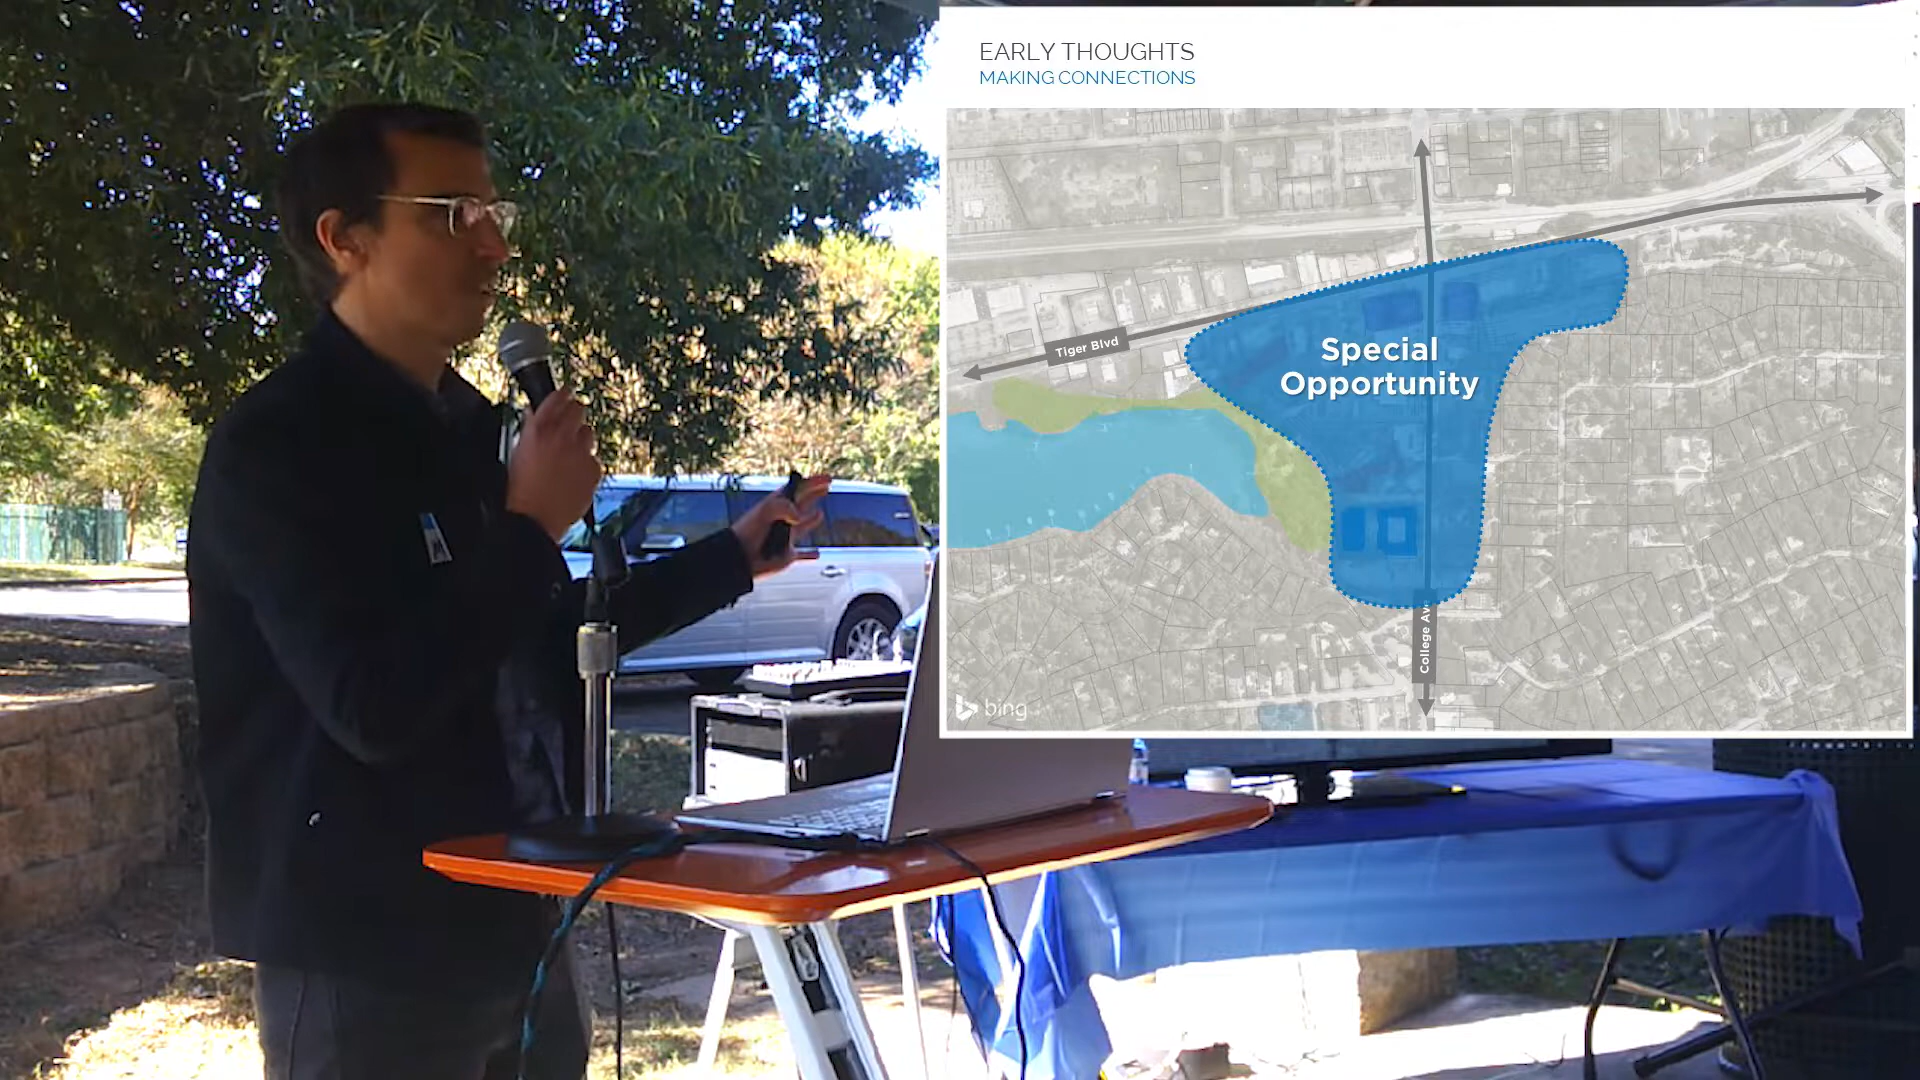 EARLY THOUGHTS
MAKING CONNECTIONS
Special
Opportunity
Tiger Blvd
College Ave
bing